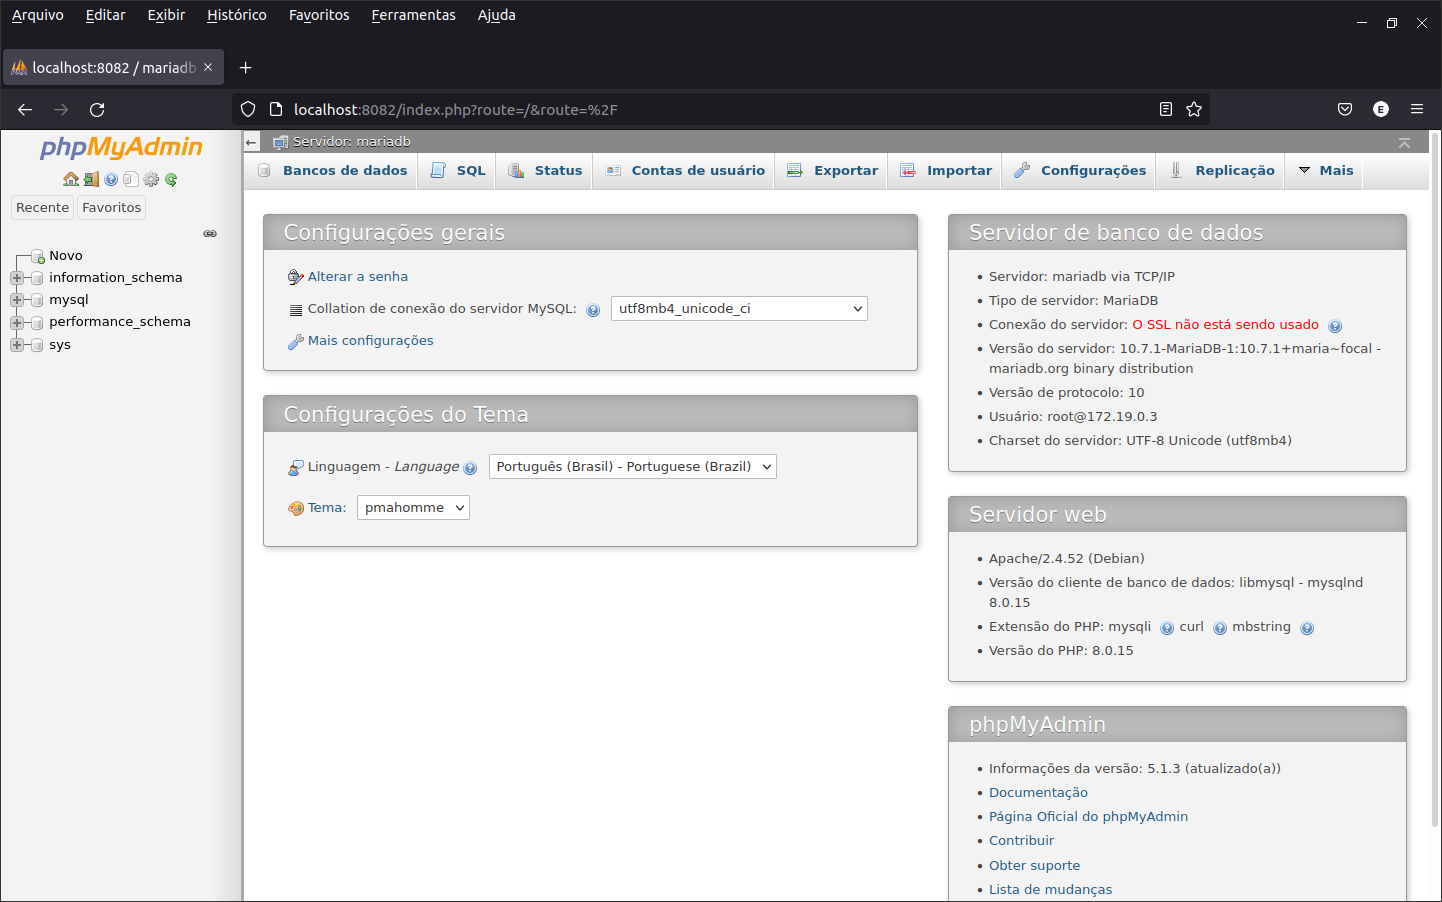 Arquivo Editar Exibir Histórico Favoritos Ferramentas Ajuda
localhost:8082 / mariadb
localhost:8082/index.php?route=/&route=%2F
E
phpMyAdmin
Recente Favoritos
Novo
information_schema
mysql
performance_schema
sys
Servidor: mariadb
Bancos de dados SQL Status Contas de usuário Exportar Importar Configurações Replicação Mais
Configurações gerais
Alterar a senha
Collation de conexão do servidor MySQL: utf8mb4_unicode_ci
Mais configurações
Configurações do Tema
Linguagem - Language Português (Brasil) - Portuguese (Brazil)
Tema: pmahomme
Servidor de banco de dados
• Servidor: mariadb via TCP/IP
• Tipo de servidor: MariaDB
• Conexão do servidor: O SSL não está sendo usado
• Versão do servidor: 10.7.1-MariaDB-1:10.7.1+maria~focal -
mariadb.org binary distribution
• Versão de protocolo: 10
• Usuário: root@172.19.0.3
• Charset do servidor: UTF-8 Unicode (utf8mb4)
Servidor web
• Apache/2.4.52 (Debian)
• Versão do cliente de banco de dados: libmysql - mysqlnd
8.0.15
• Extensão do PHP: mysqli curl mbstring
• Versão do PHP: 8.0.15
phpMyAdmin
• Informações da versão: 5.1.3 (atualizado(a))
• Documentação
• Página Oficial do phpMyAdmin
• Contribuir
• Obter suporte
• Lista de mudanças